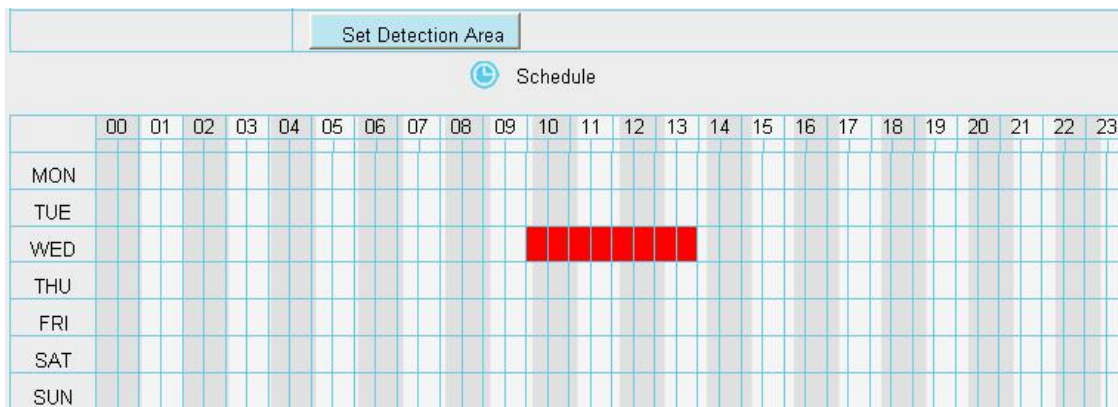 Set Detection Area
Schedule
00 01 02 03 04 05 06 07 08 09 10 11 12 13 14 15 16 17 18 19 20 21 22 23
MON
TUE
WED
THU
FRI
SAT
SUN